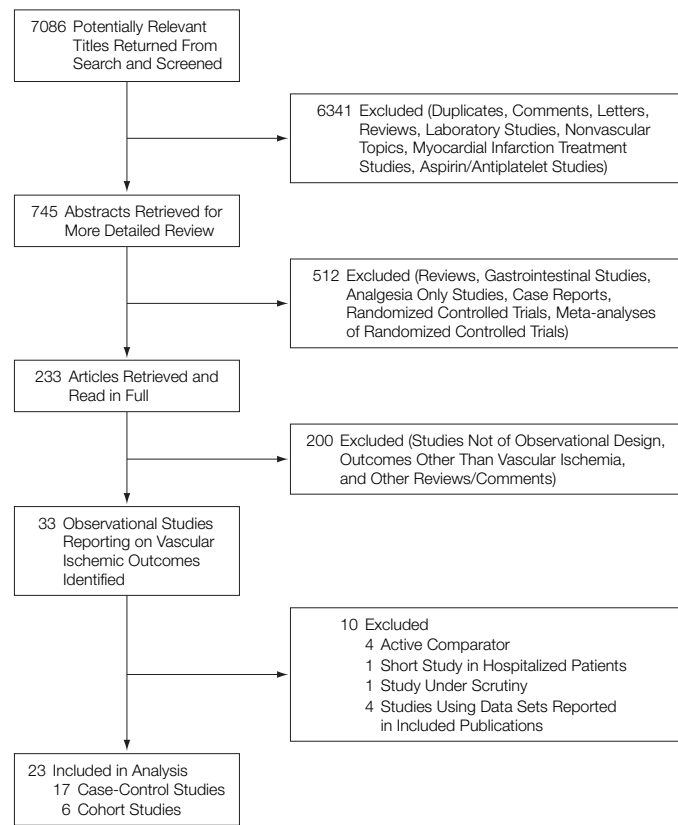 7086 Potentially Relevant
Titles Returned From
Search and Screened
6341 Excluded (Duplicates, Comments, Letters,
Reviews, Laboratory Studies, Nonvascular
Topics, Myocardial Infarction Treatment
Studies, Aspirin/Antiplatelet Studies)
745 Abstracts Retrieved for
More Detailed Review
512 Excluded (Reviews, Gastrointestinal Studies,
Analgesia Only Studies, Case Reports,
Randomized Controlled Trials, Meta-analyses
of Randomized Controlled Trials)
233 Articles Retrieved and
Read in Full
200 Excluded (Studies Not of Observational Design,
Outcomes Other Than Vascular Ischemia,
and Other Reviews/Comments)
33 Observational Studies
Reporting on Vascular
Ischemic Outcomes
Identified
10 Excluded
4 Active Comparator
1 Short Study in Hospitalized Patients
1 Study Under Scrutiny
4 Studies Using Data Sets Reported
in Included Publications
23 Included in Analysis
17 Case-Control Studies
6 Cohort Studies